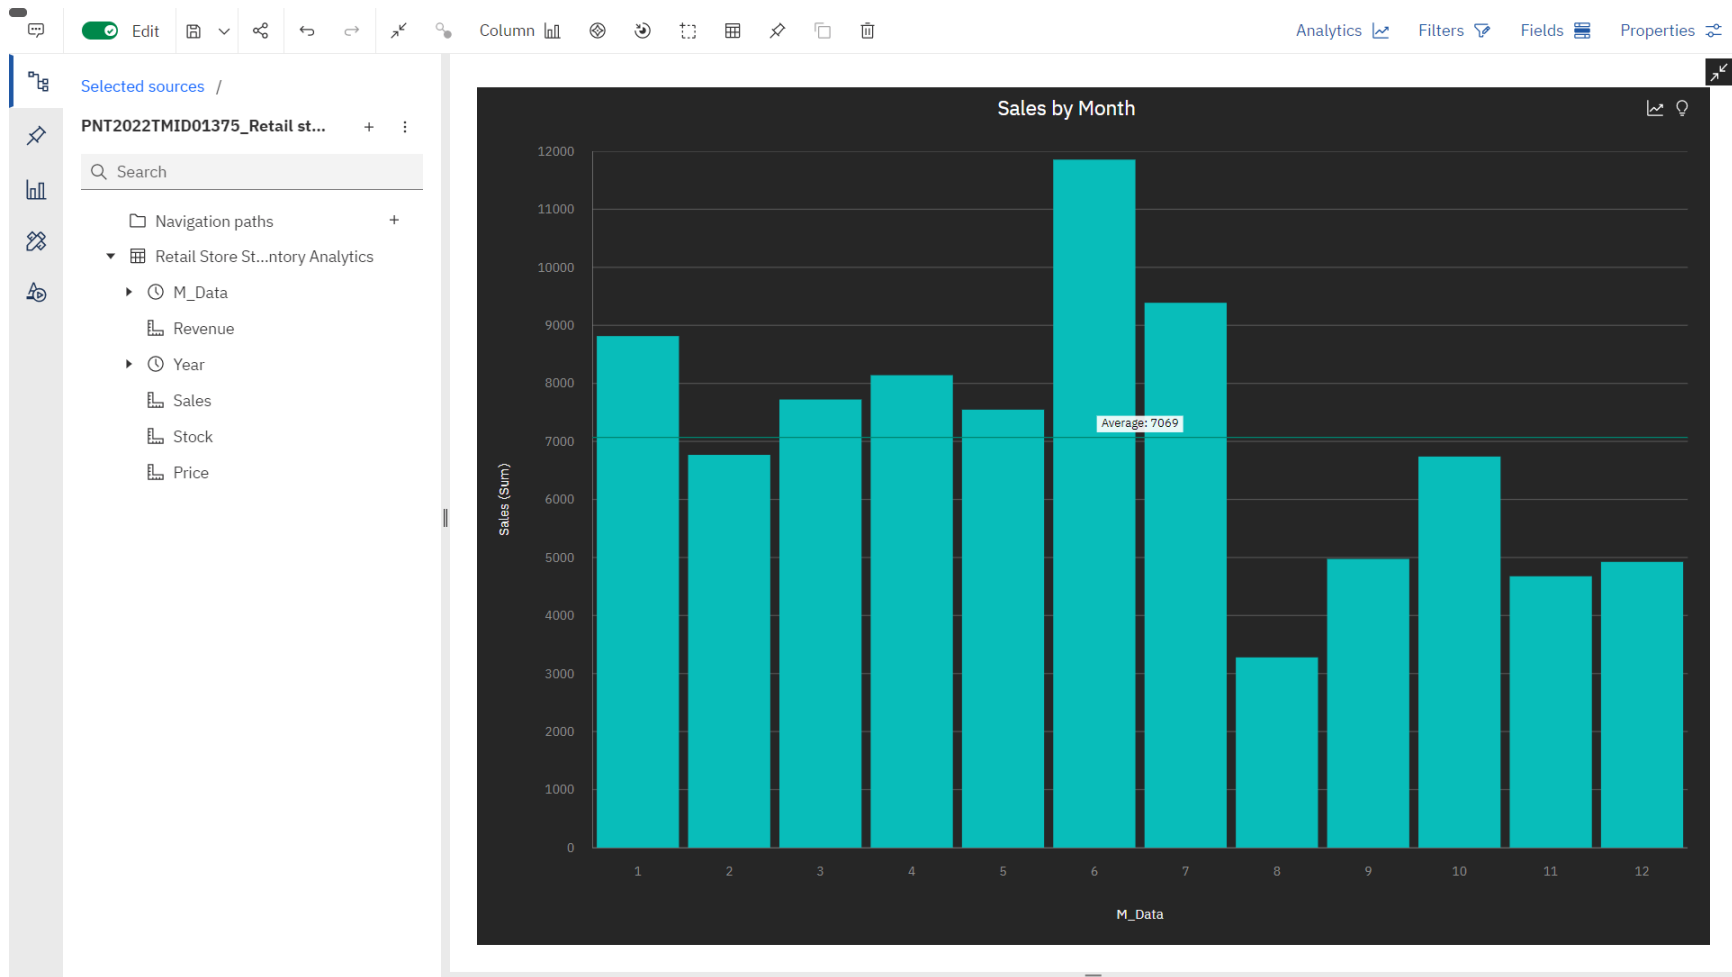 Edit
Column
Analytics
Filters
Fields
Properties
Selected sources /
PNT2022TMID01375_Retail st...
Search
Navigation paths
Retail Store St...ntory Analytics
M_Data
Revenue
Year
Sales
Stock
Price
Sales by Month
12000
11000
10000
9000
8000
7000
6000
5000
4000
3000
2000
1000
0
Sales (Sum)
Average: 7069
1 2 3 4 5 6 7 8 9 10 11 12
M_Data